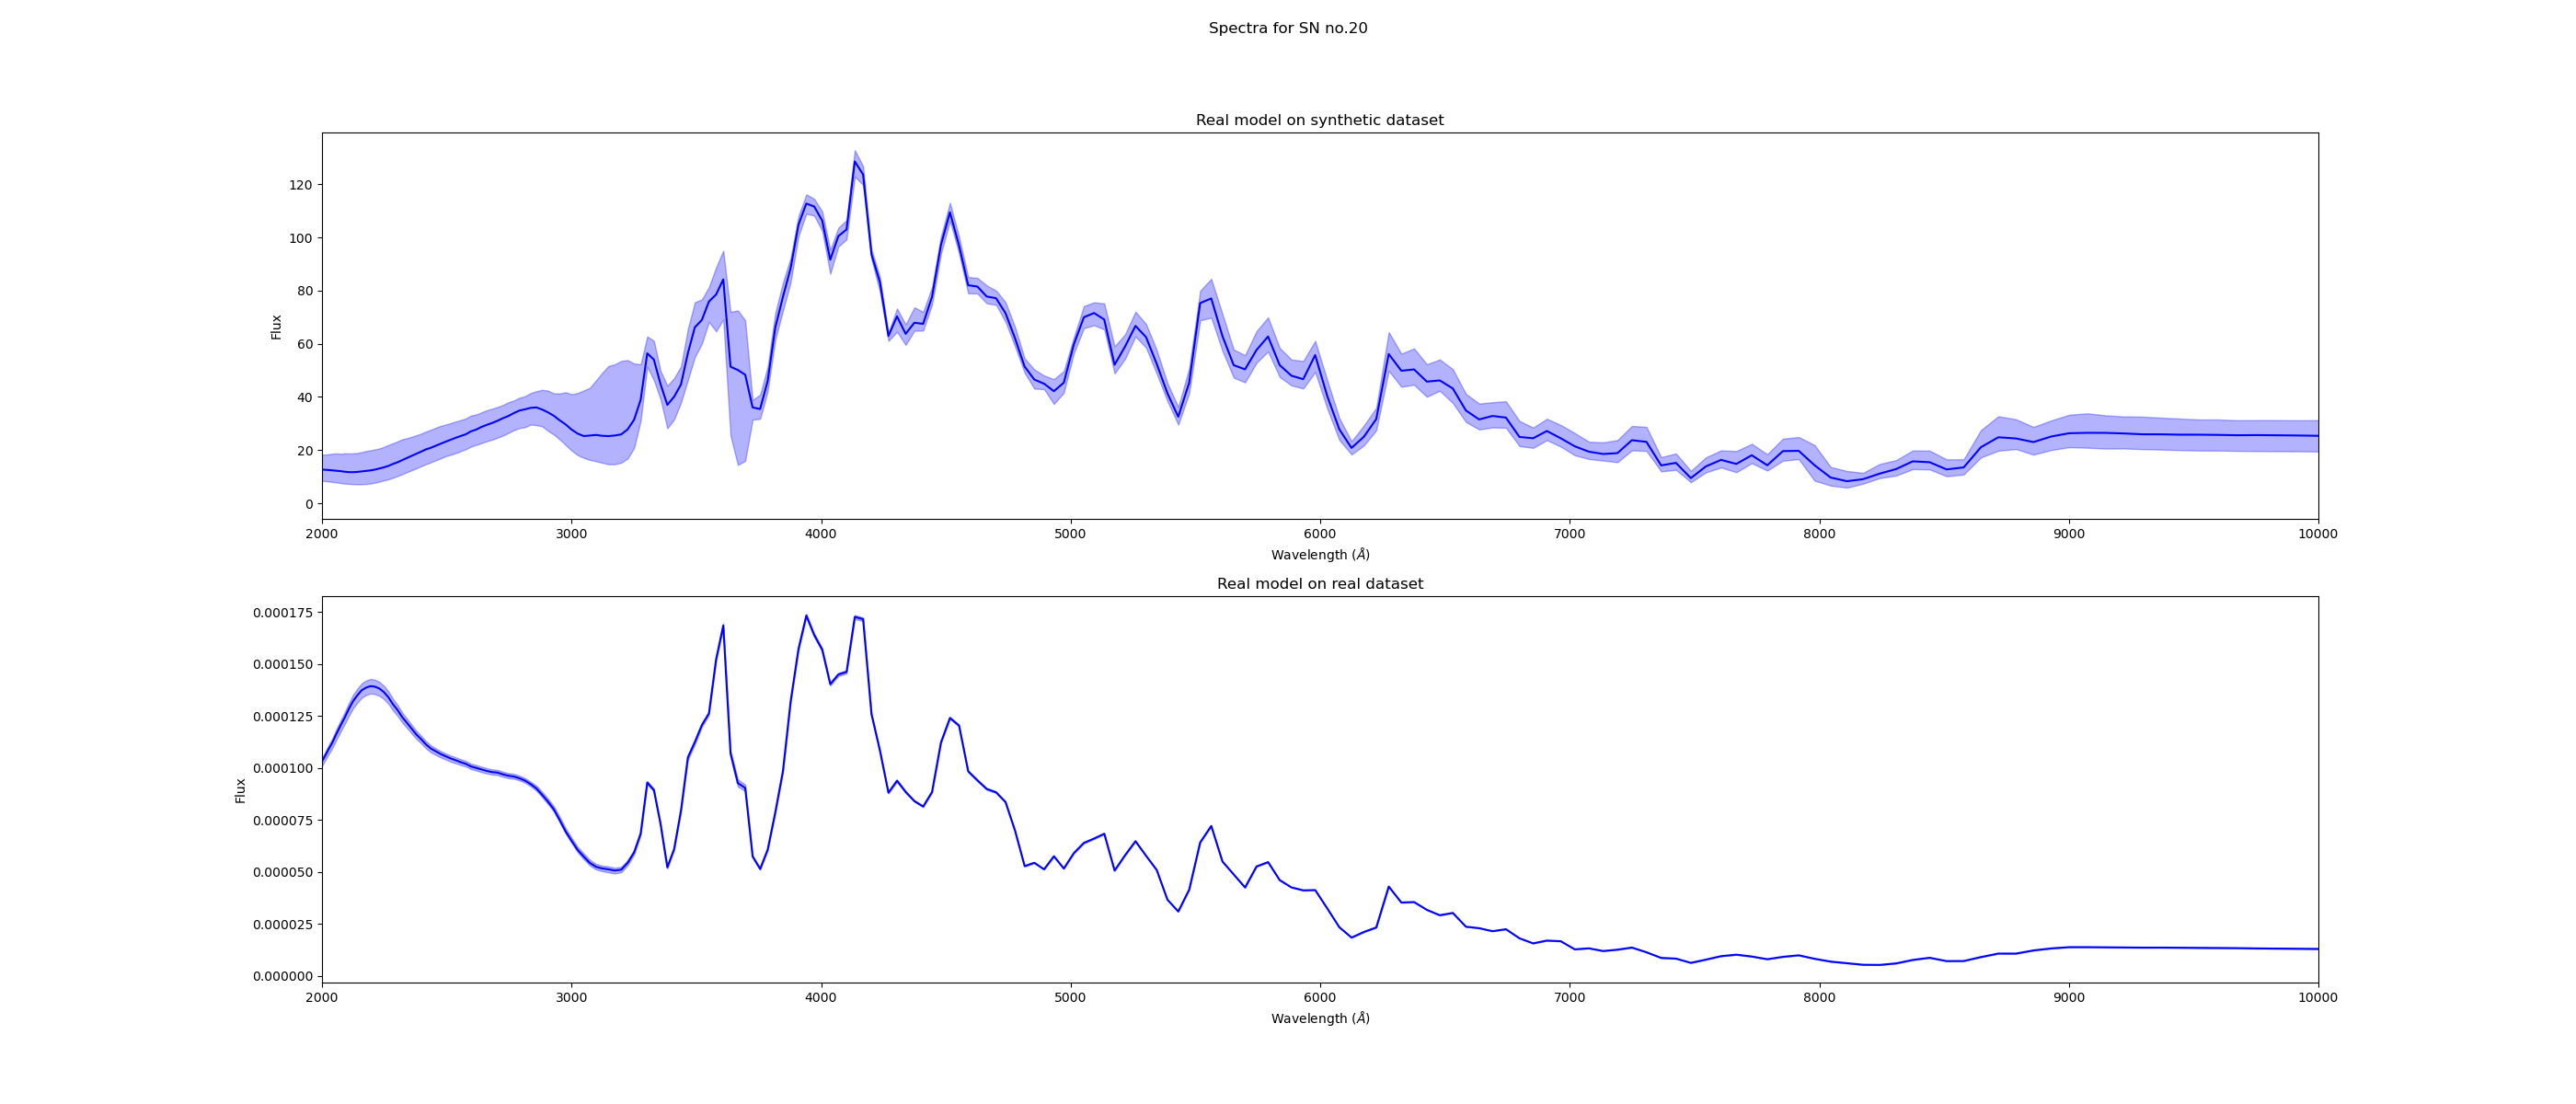 Spectra for SN no.20
Real model on synthetic dataset
120
100
80
60
40
20
0
Flux
2000 3000 4000 5000 6000 7000 8000 9000 10000
Wavelength (Å)
Real model on real dataset
0.000175
0.000150
0.000125
0.000100
0.000075
0.000050
0.000025
0.000000
Flux
2000 3000 4000 5000 6000 7000 8000 9000 10000
Wavelength (Å)